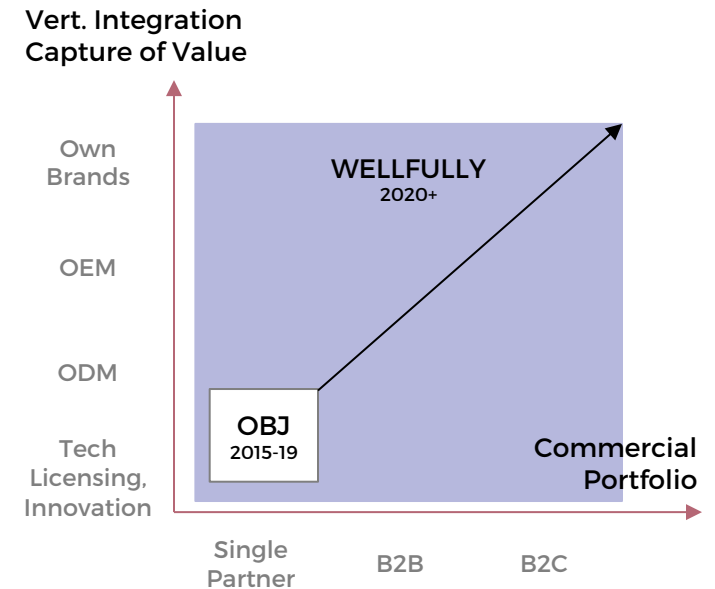 Vert. Integration
Capture of Value
Own
Brands
WELLFULLY
2020+
OEM
ODM
OBJ
2015-19
Tech
Licensing,
Innovation
Commercial
Portfolio
Single
Partner
B2B
B2C